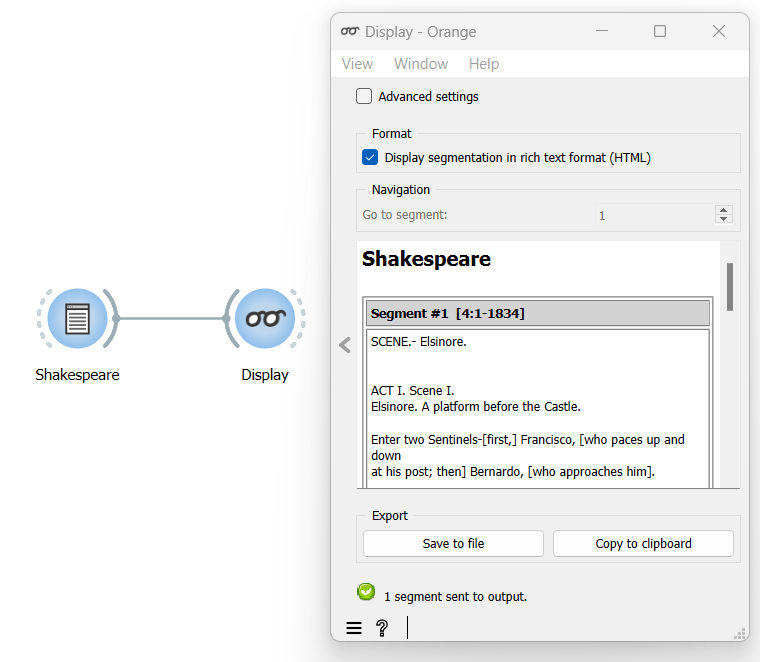 Display - Orange
View Window Help
Advanced settings
Format
Display segmentation in rich text format (HTML)
Navigation
Go to segment: 1
Shakespeare
Segment #1 [4:1-1834]
SCENE.- Elsinore.
ACT I. Scene I.
Elsinore. A platform before the Castle.
Enter two Sentinels-[first,] Francisco, [who paces up and
down
at his post; then] Bernardo, [who approaches him].
Shakespeare
Display
Export
Save to file
Copy to clipboard
1 segment sent to output.
?